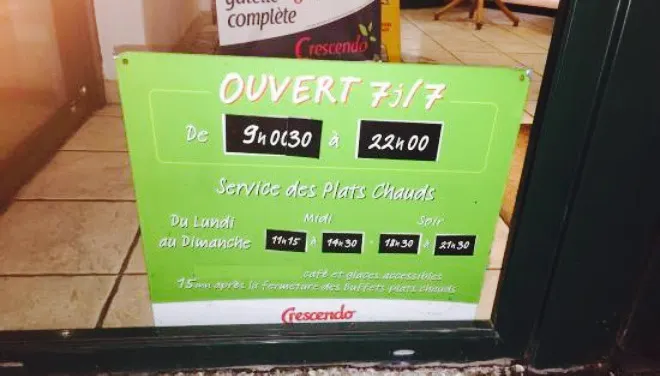 complète
Crescendo
OUVERT 7j/7
De 9h0030 à 22h00
Service des Plats Chauds
Midi Soir
Du Lundi
au Dimanche 11h15 à 14h30 - 18h30 à 21h30
café et glaces accessibles
15mn après la fermeture des buffets plats chauds
Crescendo